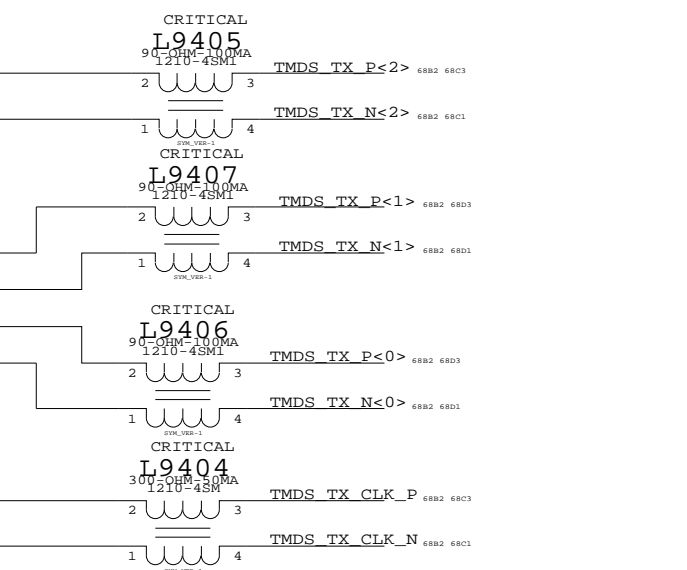 CRITICAL
L9405
90-OHM-100MA
1210-4SM1
2 3 TMDS_TX_P<2> 68B2 68C3
1 4 TMDS_TX_N<2> 68B2 68C1
SYM_VER-1
CRITICAL
L9407
90-OHM-100MA
1210-4SM1
2 3 TMDS_TX_P<1> 68B2 68D3
1 4 TMDS_TX_N<1> 68B2 68D1
SYM_VER-1
CRITICAL
L9406
90-OHM-100MA
1210-4SM1
2 3 TMDS_TX_P<0> 68B2 68D3
1 4 TMDS_TX_N<0> 68B2 68D1
SYM_VER-1
CRITICAL
L9404
300-OHM-50MA
1210-4SM
2 3 TMDS_TX_CLK_P 68B2 68C3
1 4 TMDS_TX_CLK_N 68B2 68C1